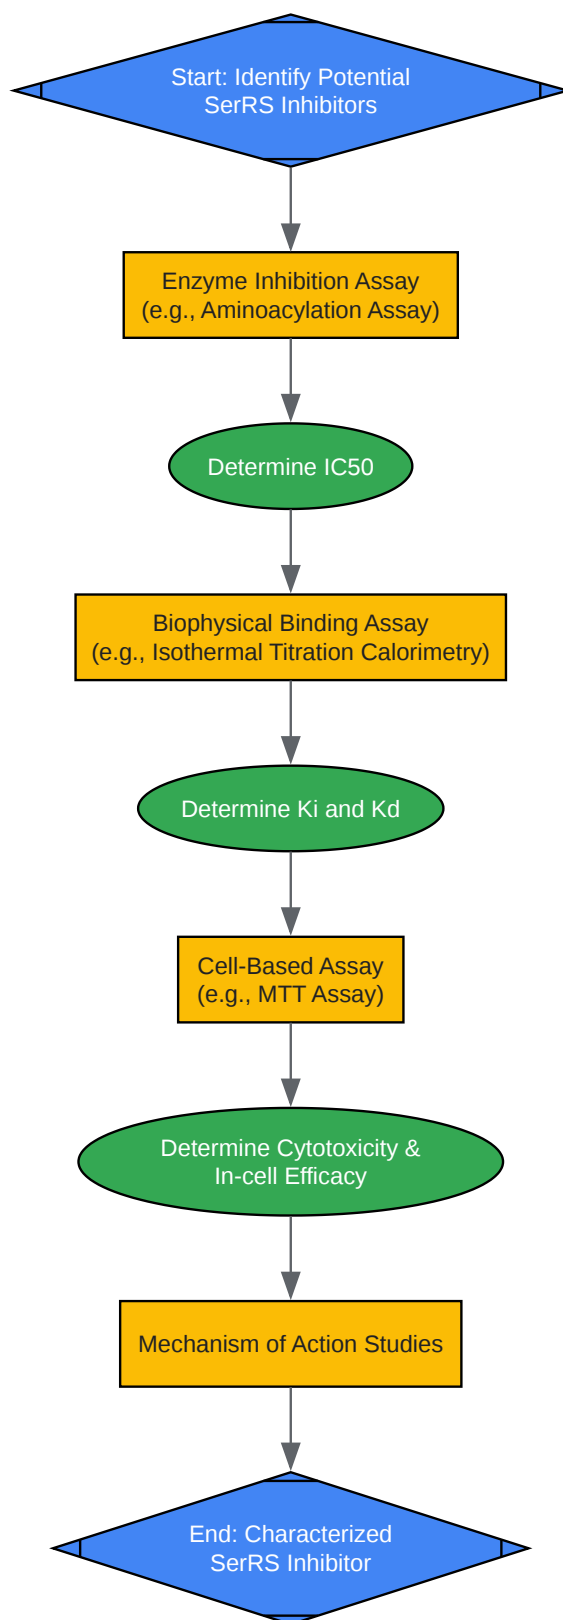 Start: Identify Potential
SerRS Inhibitors
Enzyme Inhibition Assay
(e.g., Aminoacylation Assay)
Determine IC50
Biophysical Binding Assay
(e.g., Isothermal Titration Calorimetry)
Determine Ki and Kd
Cell-Based Assay
(e.g., MTT Assay)
Determine Cytotoxicity &
In-cell Efficacy
Mechanism of Action Studies
End: Characterized
SerRS Inhibitor